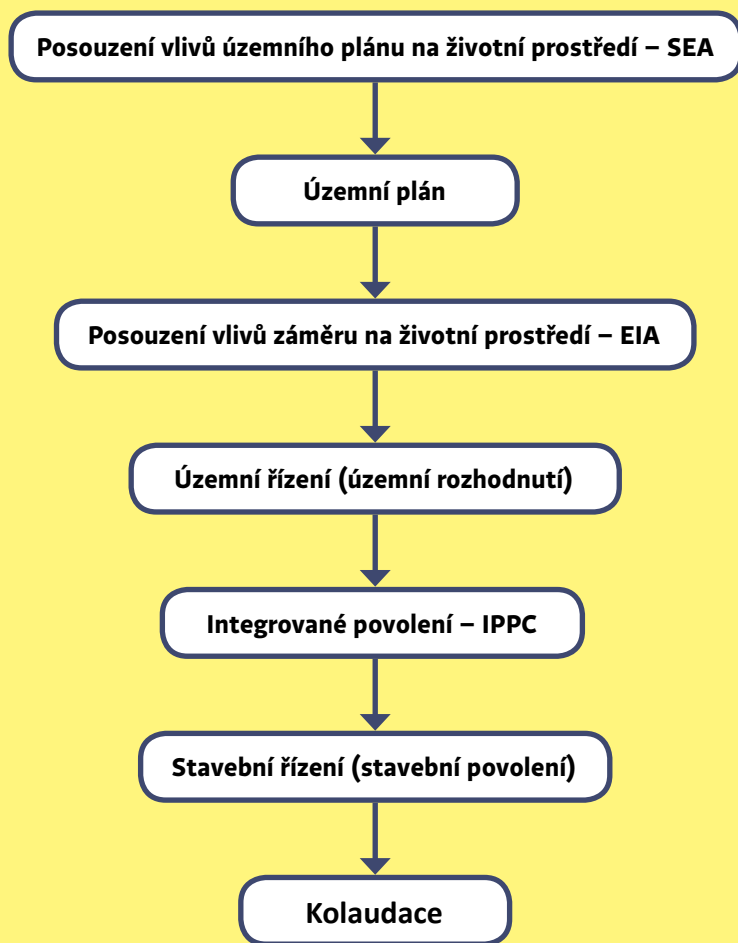 Posouzení vlivů územního plánu na životní prostředí – SEA
Územní plán
Posouzení vlivů záměru na životní prostředí – EIA
Územní řízení (územní rozhodnutí)
Integrované povolení – IPPC
Stavební řízení (stavební povolení)
Kolaudace